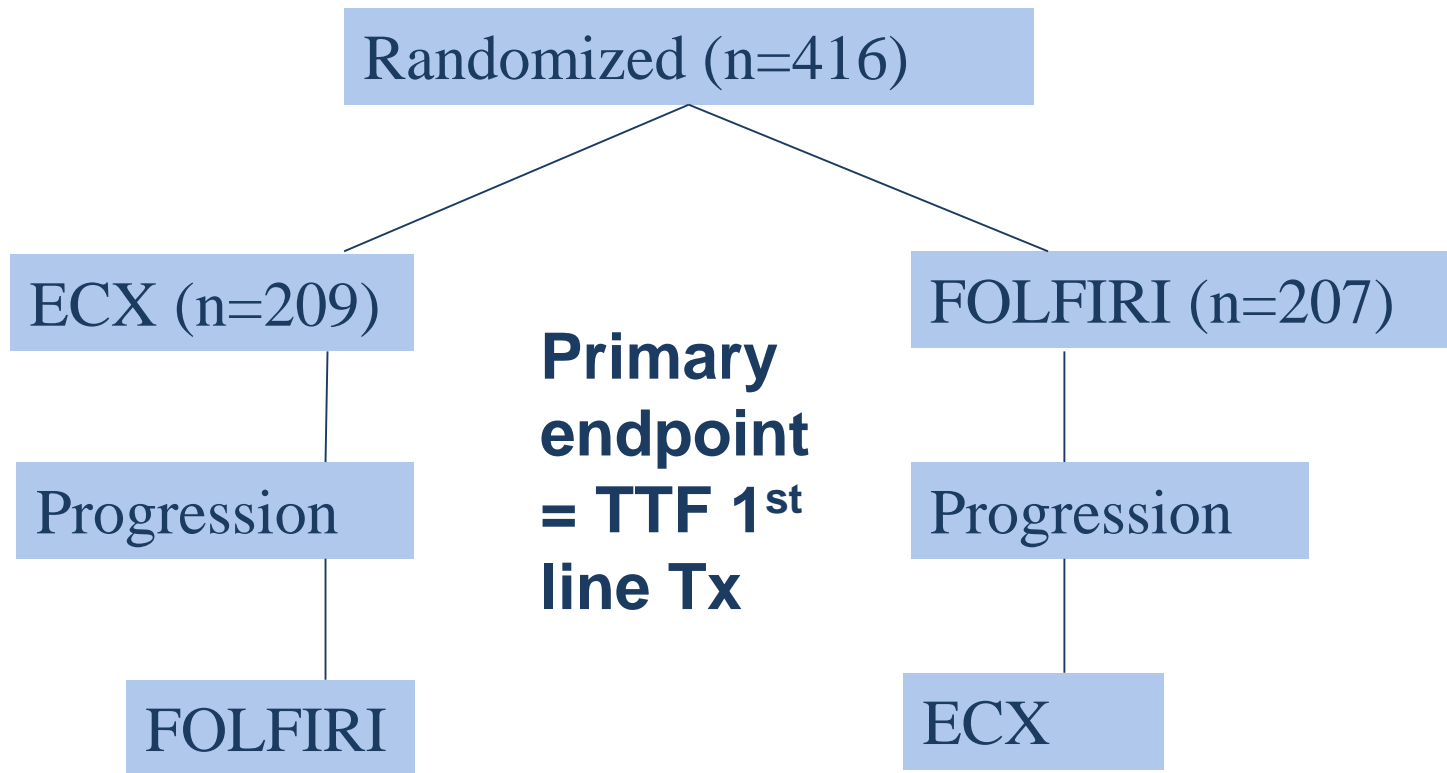 Randomized (n=416)
ECX (n=209)
FOLFIRI (n=207)
Primary
endpoint
= TTF 1st
line Tx
Progression
Progression
FOLFIRI
ECX